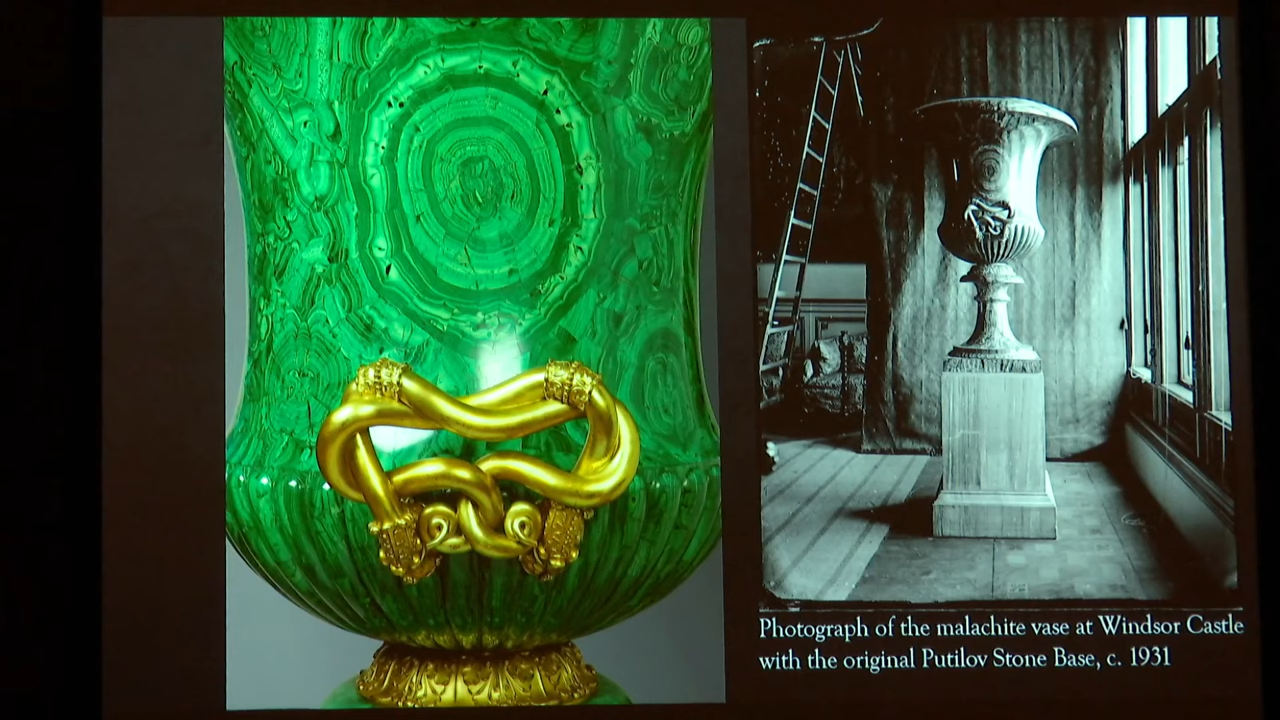 Photograph of the malachite vase at Windsor Castle
with the original Putilov Stone Base, c. 1931